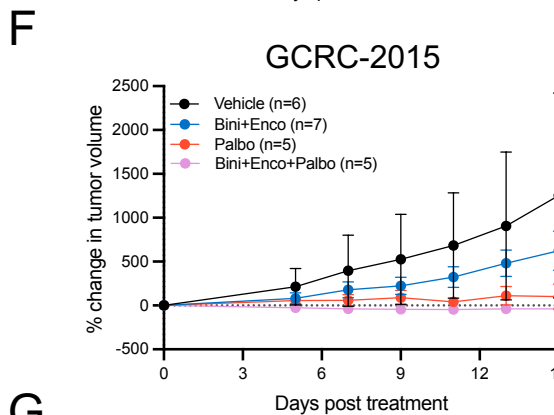 F
GCRC-2015
2500
2000
1500
1000
500
0
-500
% change in tumor volume
Vehicle (n=6)
Bini+Enco (n=7)
Palbo (n=5)
Bini+Enco+Palbo (n=5)
0 3 6 9 12
Days post treatment
G